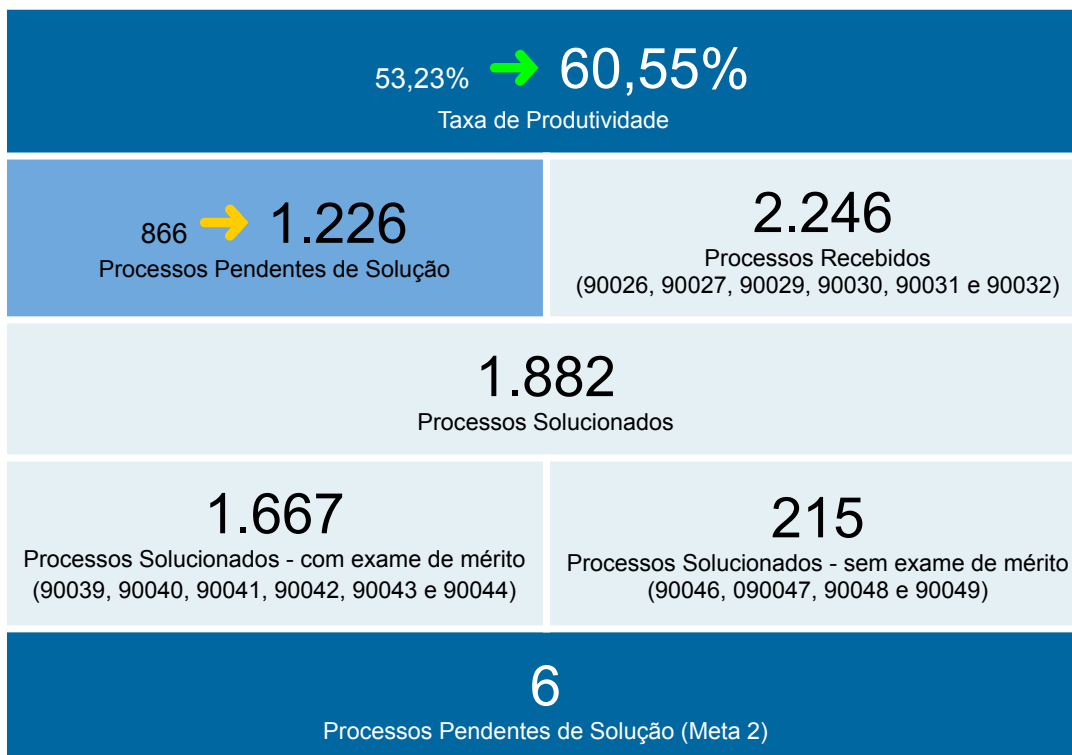 53,23% ➜ 60,55%
Taxa de Produtividade
866 ➜ 1.226
Processos Pendentes de Solução
2.246
Processos Recebidos
(90026, 90027, 90029, 90030, 90031 e 90032)
1.882
Processos Solucionados
1.667
Processos Solucionados - com exame de mérito
(90039, 90040, 90041, 90042, 90043 e 90044)
215
Processos Solucionados - sem exame de mérito
(90046, 090047, 90048 e 90049)
6
Processos Pendentes de Solução (Meta 2)